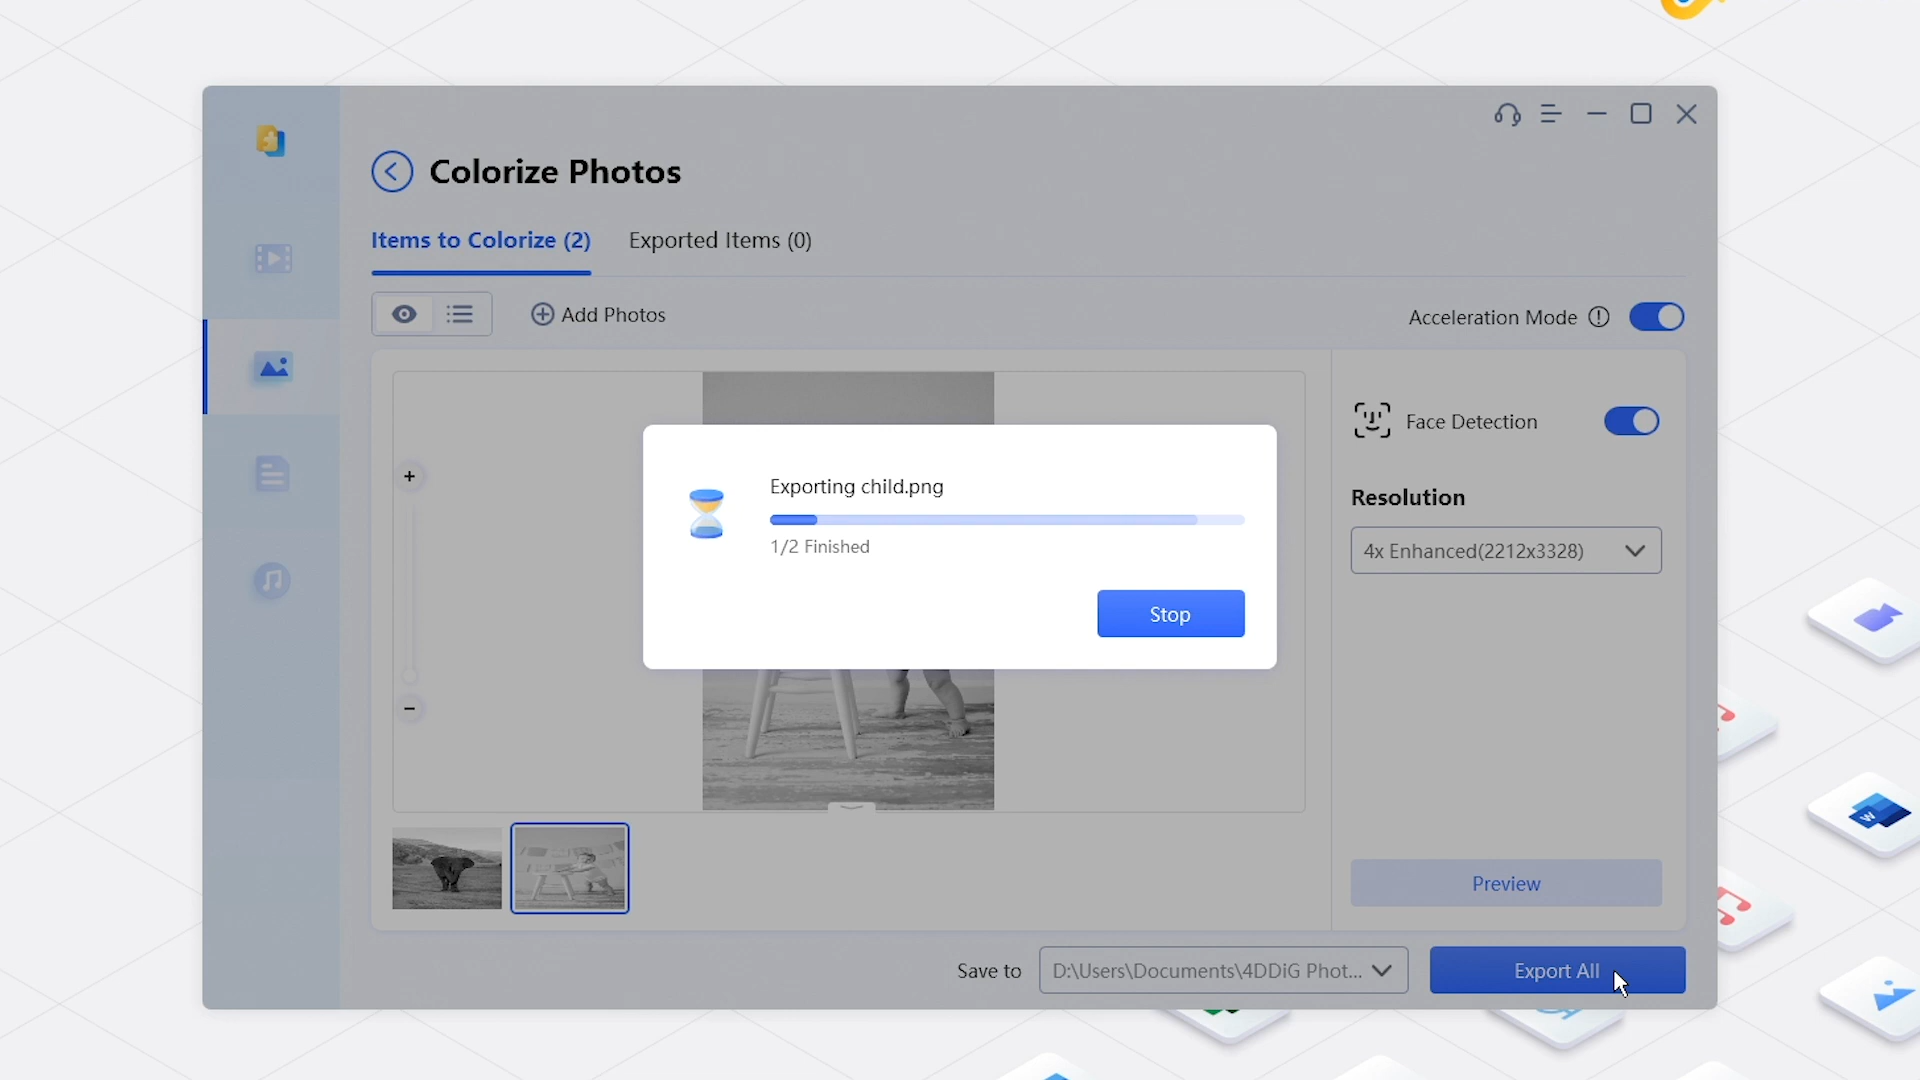 Colorize Photos
Items to Colorize (2)
Exported Items (0)
Add Photos
Acceleration Mode
Exporting child.png
1/2 Finished
Stop
Face Detection
Resolution
4x Enhanced(2212x3328)
Preview
Save to
D:\Users\Documents\4DDiG Phot...
Export All
W